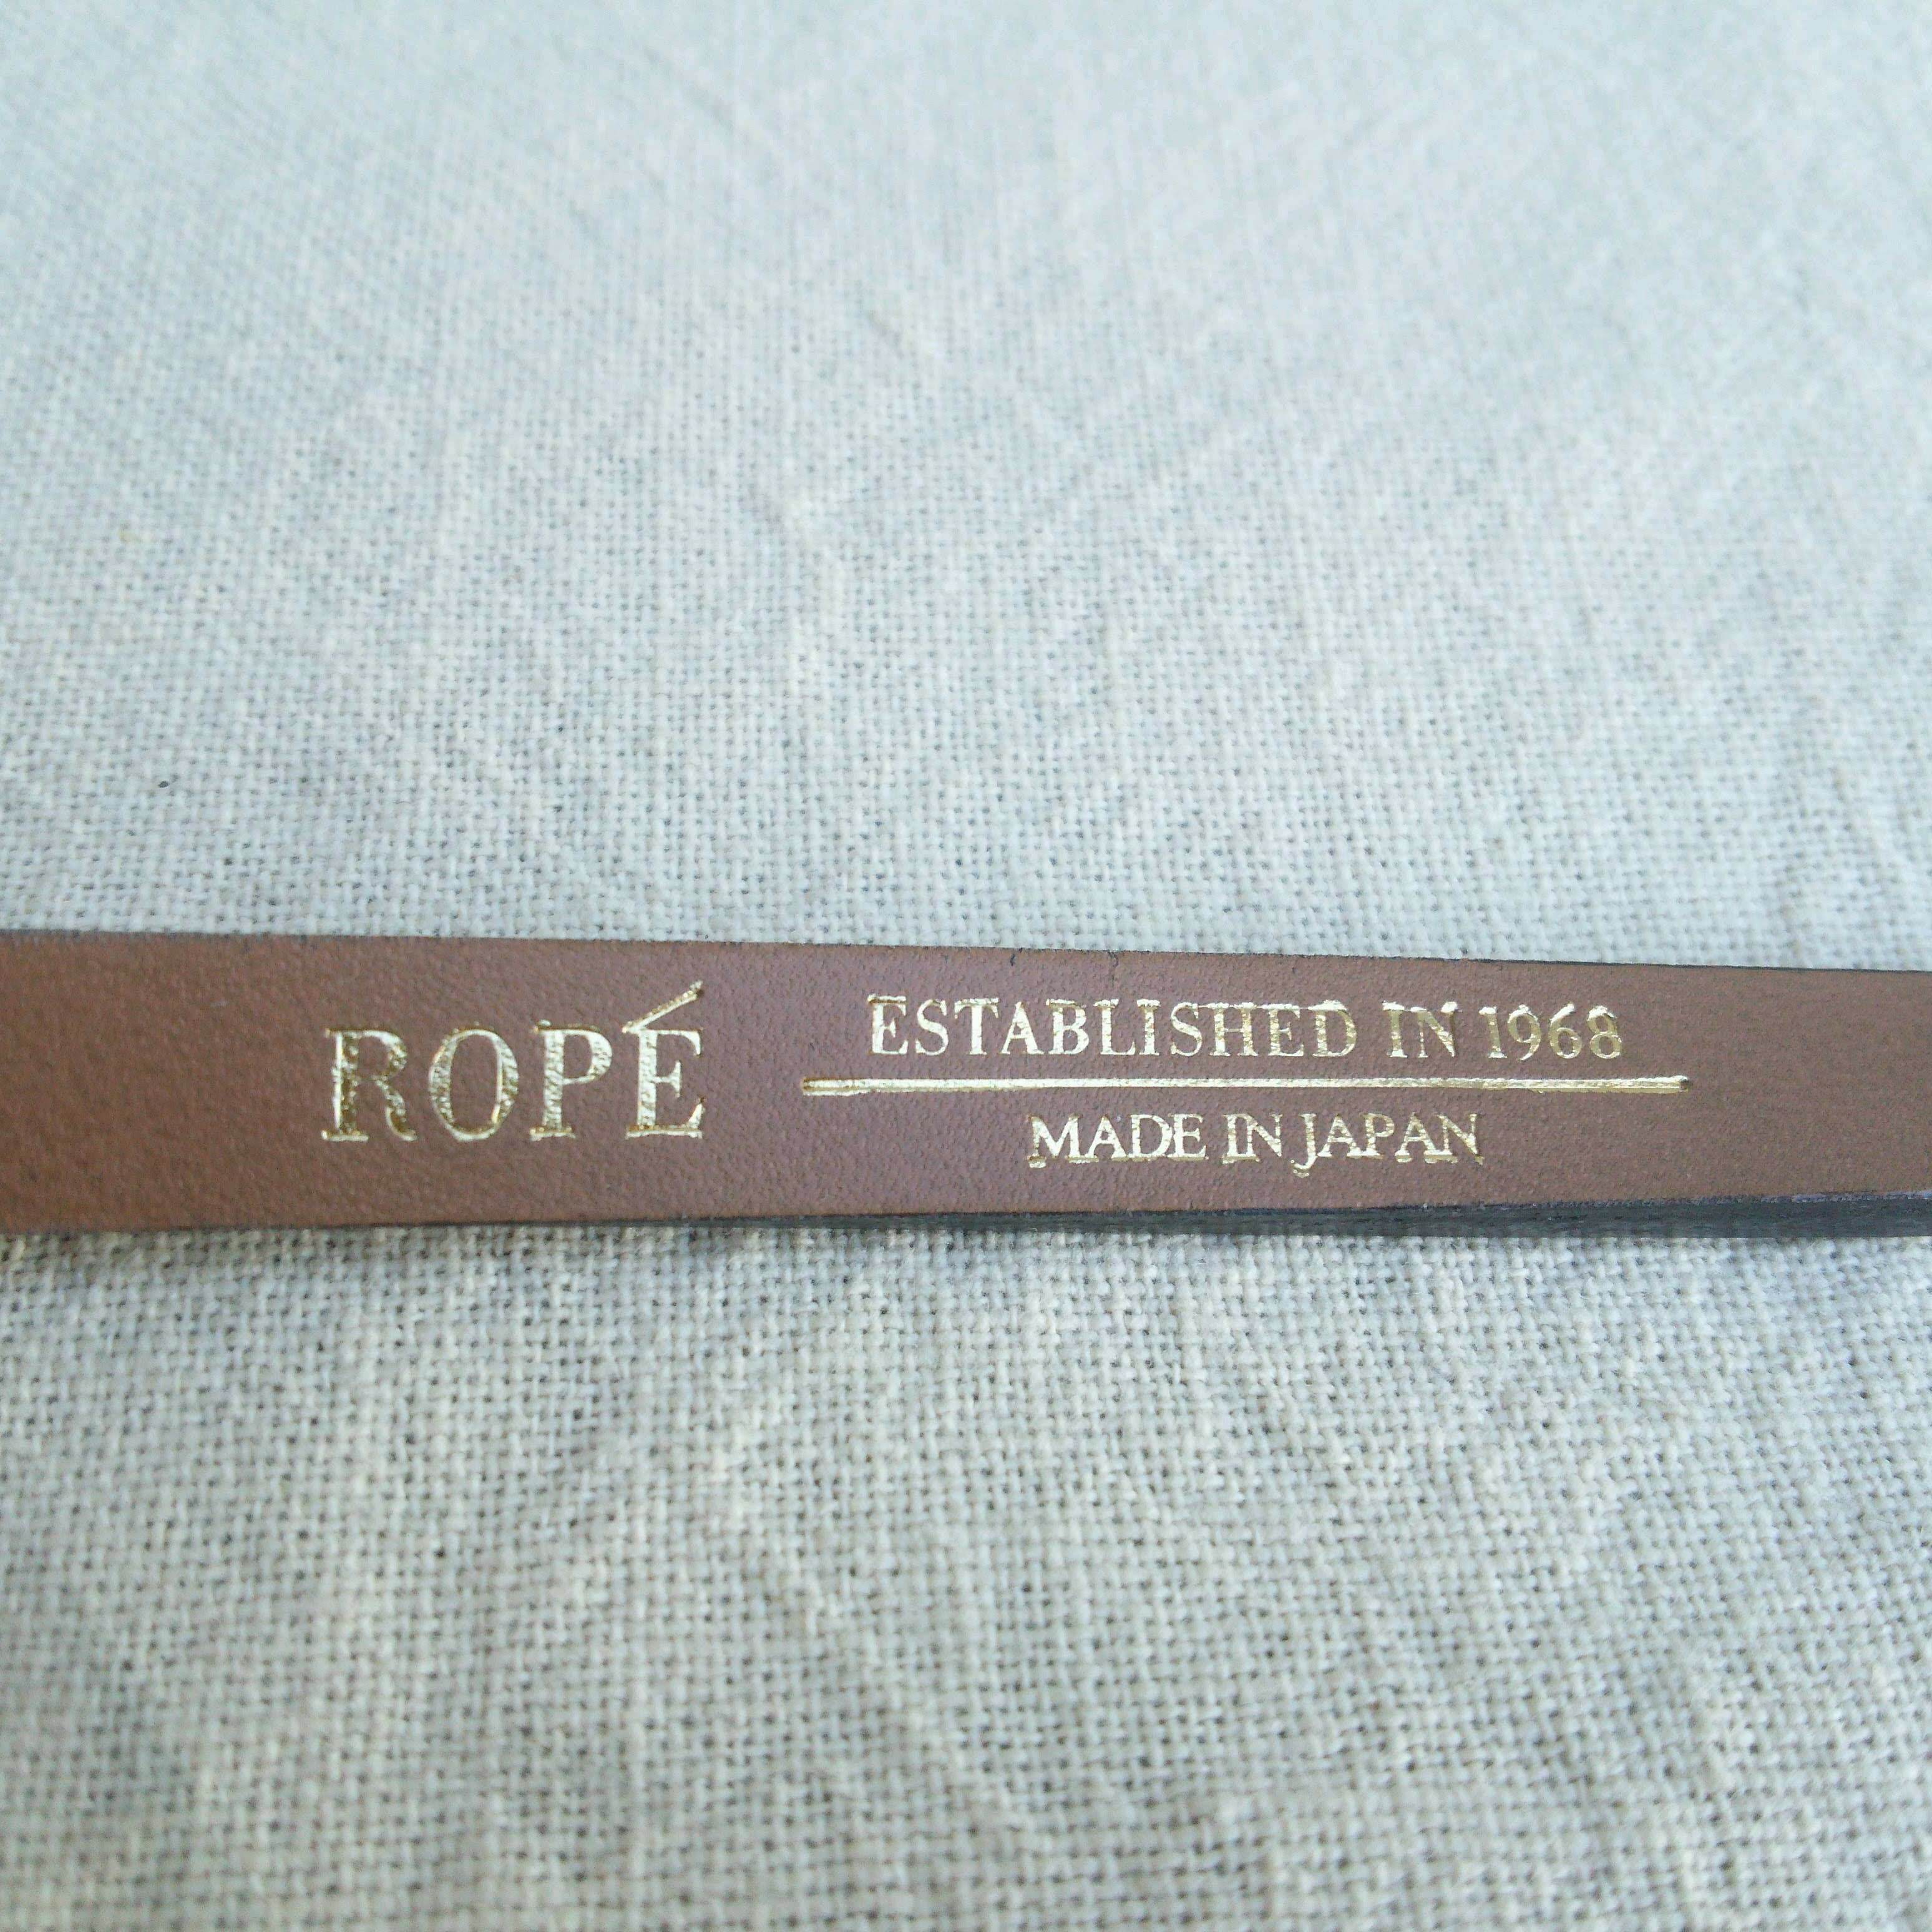 ROPÉ
ESTABLISHED IN 1968
MADE IN JAPAN